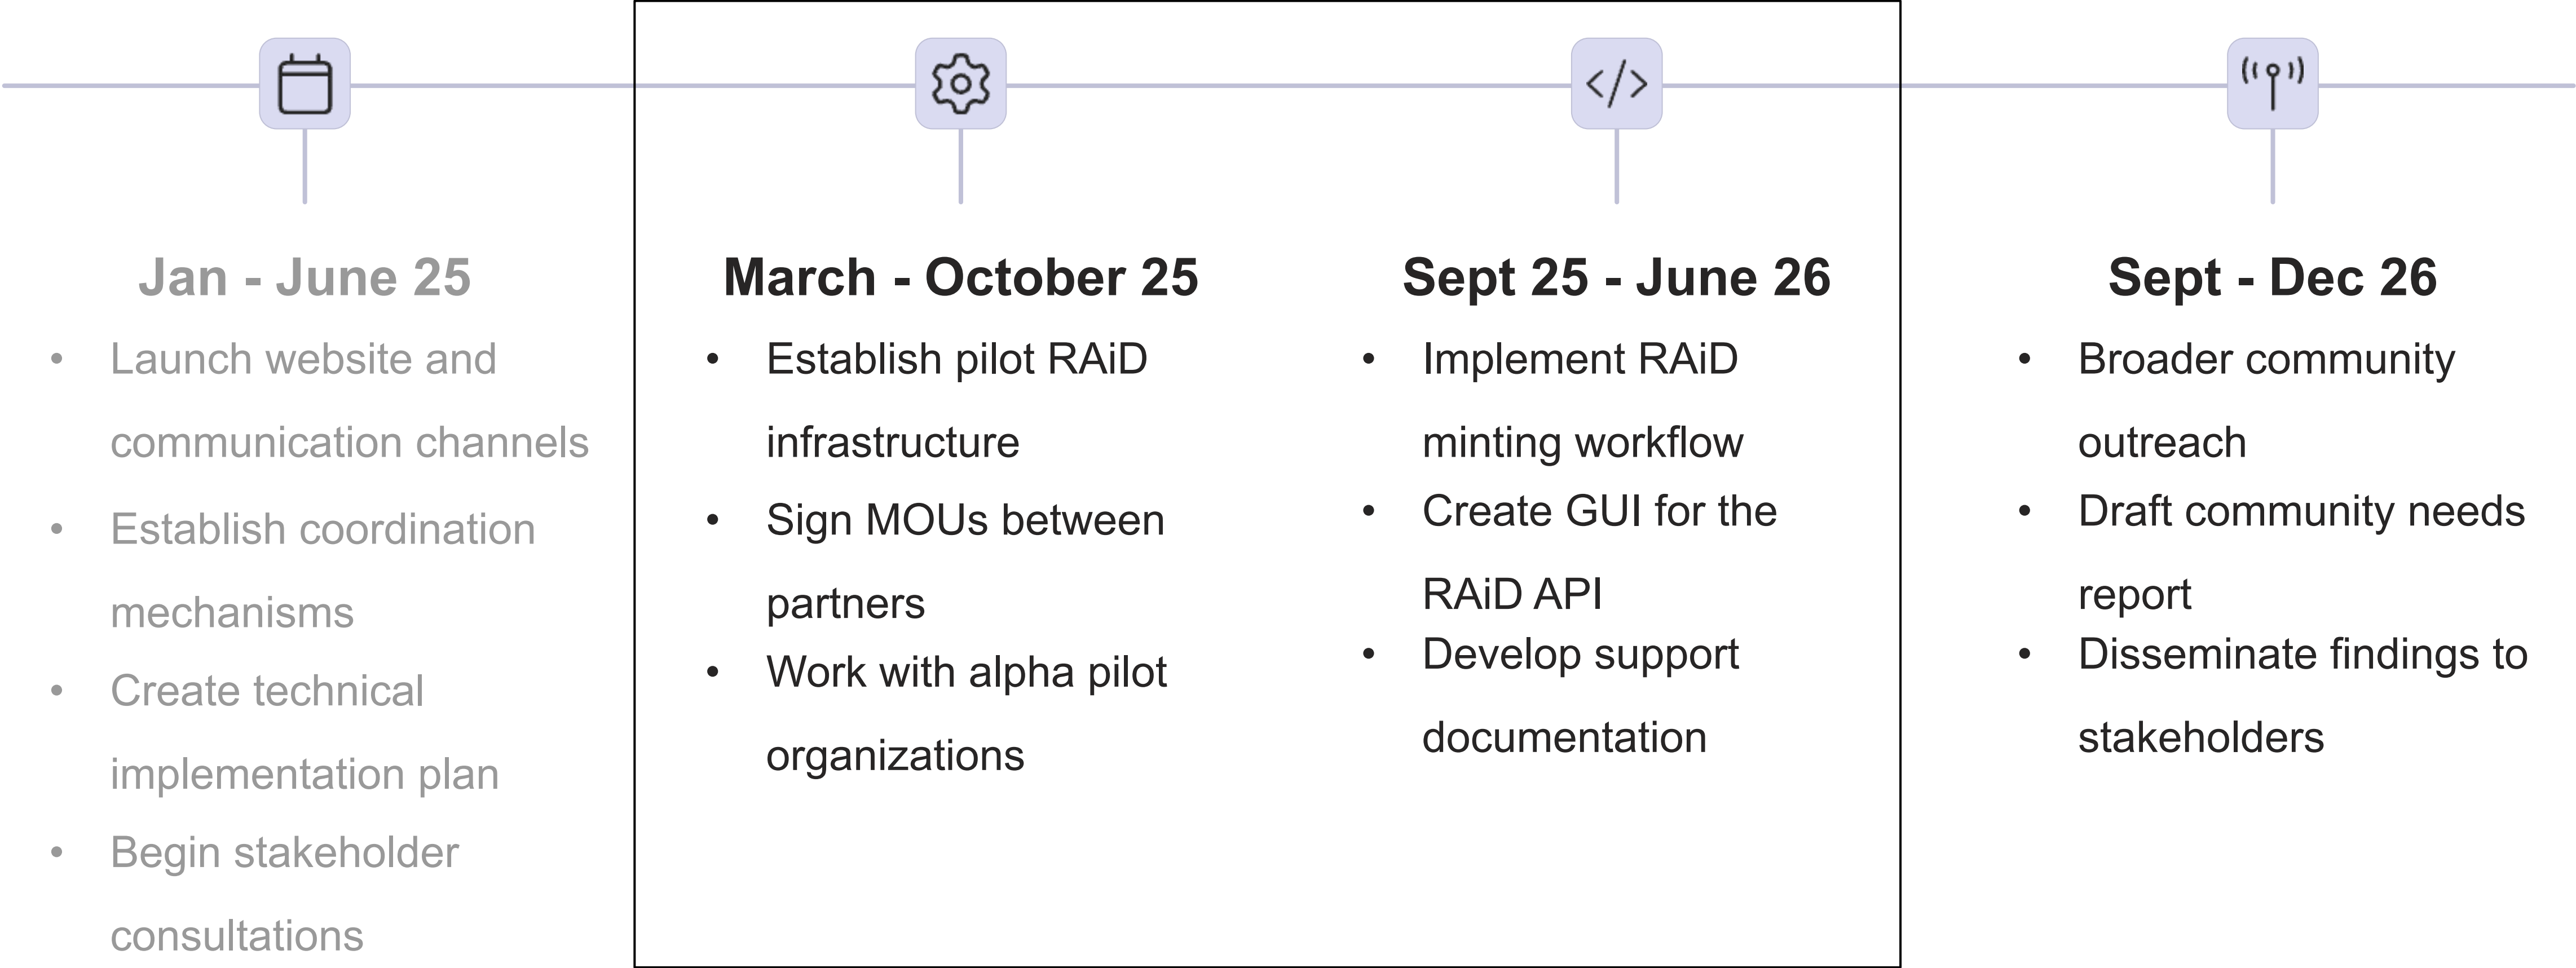 Jan - June 25
• Launch website and
communication channels
• Establish coordination
mechanisms
• Create technical
implementation plan
• Begin stakeholder
consultations
March - October 25
• Establish pilot RAiD
infrastructure
• Sign MOUs between
partners
• Work with alpha pilot
organizations
</>
Sept 25 - June 26
• Implement RAiD
minting workflow
• Create GUI for the
RAiD API
• Develop support
documentation
Sept - Dec 26
• Broader community
outreach
• Draft community needs
report
• Disseminate findings to
stakeholders